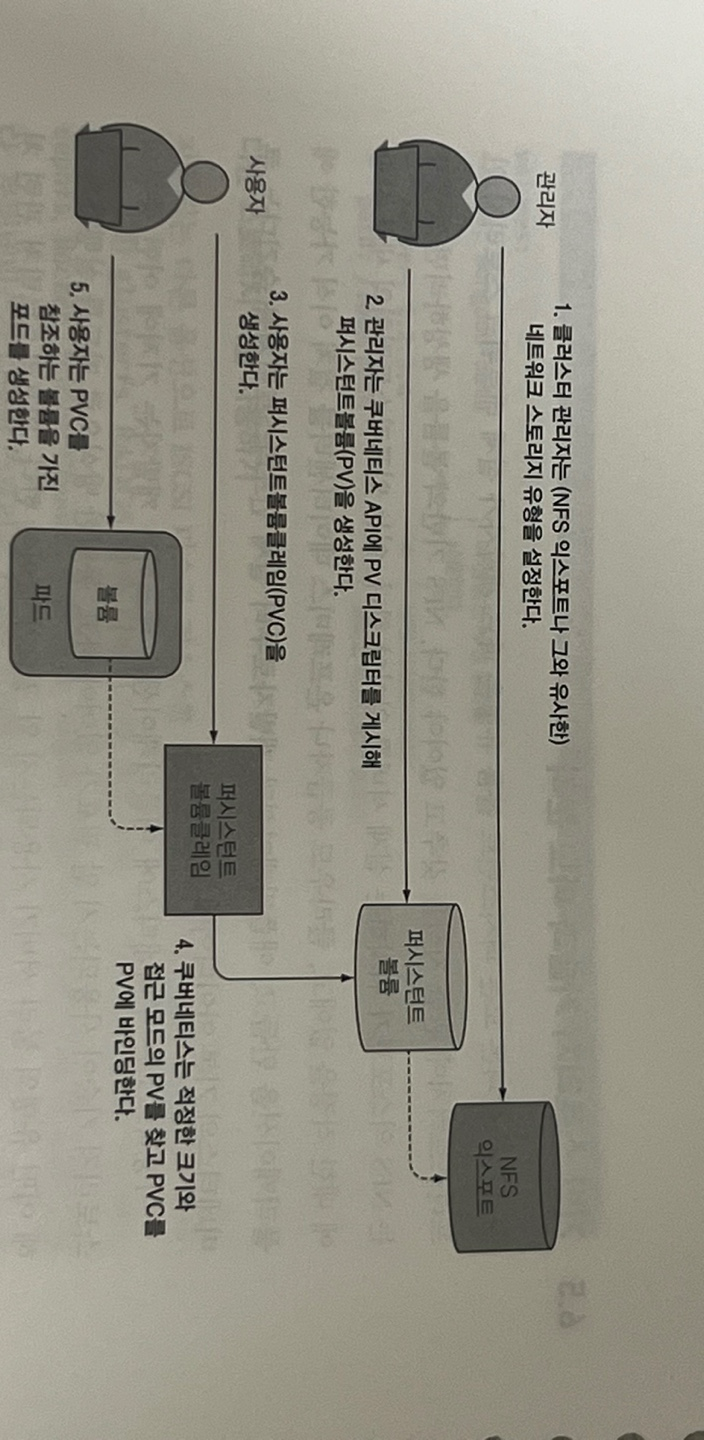 관리자
1. 클러스터 관리자는 (NFS 익스포트나 그와 유사한)
네트워크 스토리지 유형을 설정한다.
NFS
익스포트
2. 관리자는 쿠버네티스 API에 PV 디스크립터를 게시해
퍼시스턴트볼륨(PV)을 생성한다.
퍼시스턴트
볼륨
사용자
3. 사용자는 퍼시스턴트볼륨클레임(PVC)을
생성한다.
퍼시스턴트
볼륨클레임
4. 쿠버네티스는 적정한 크기와
접근 모드의 PV를 찾고 PVC를
PV에 바인딩한다.
5. 사용자는 PVC를
참조하는 볼륨을 가진
포드를 생성한다.
볼륨
파드